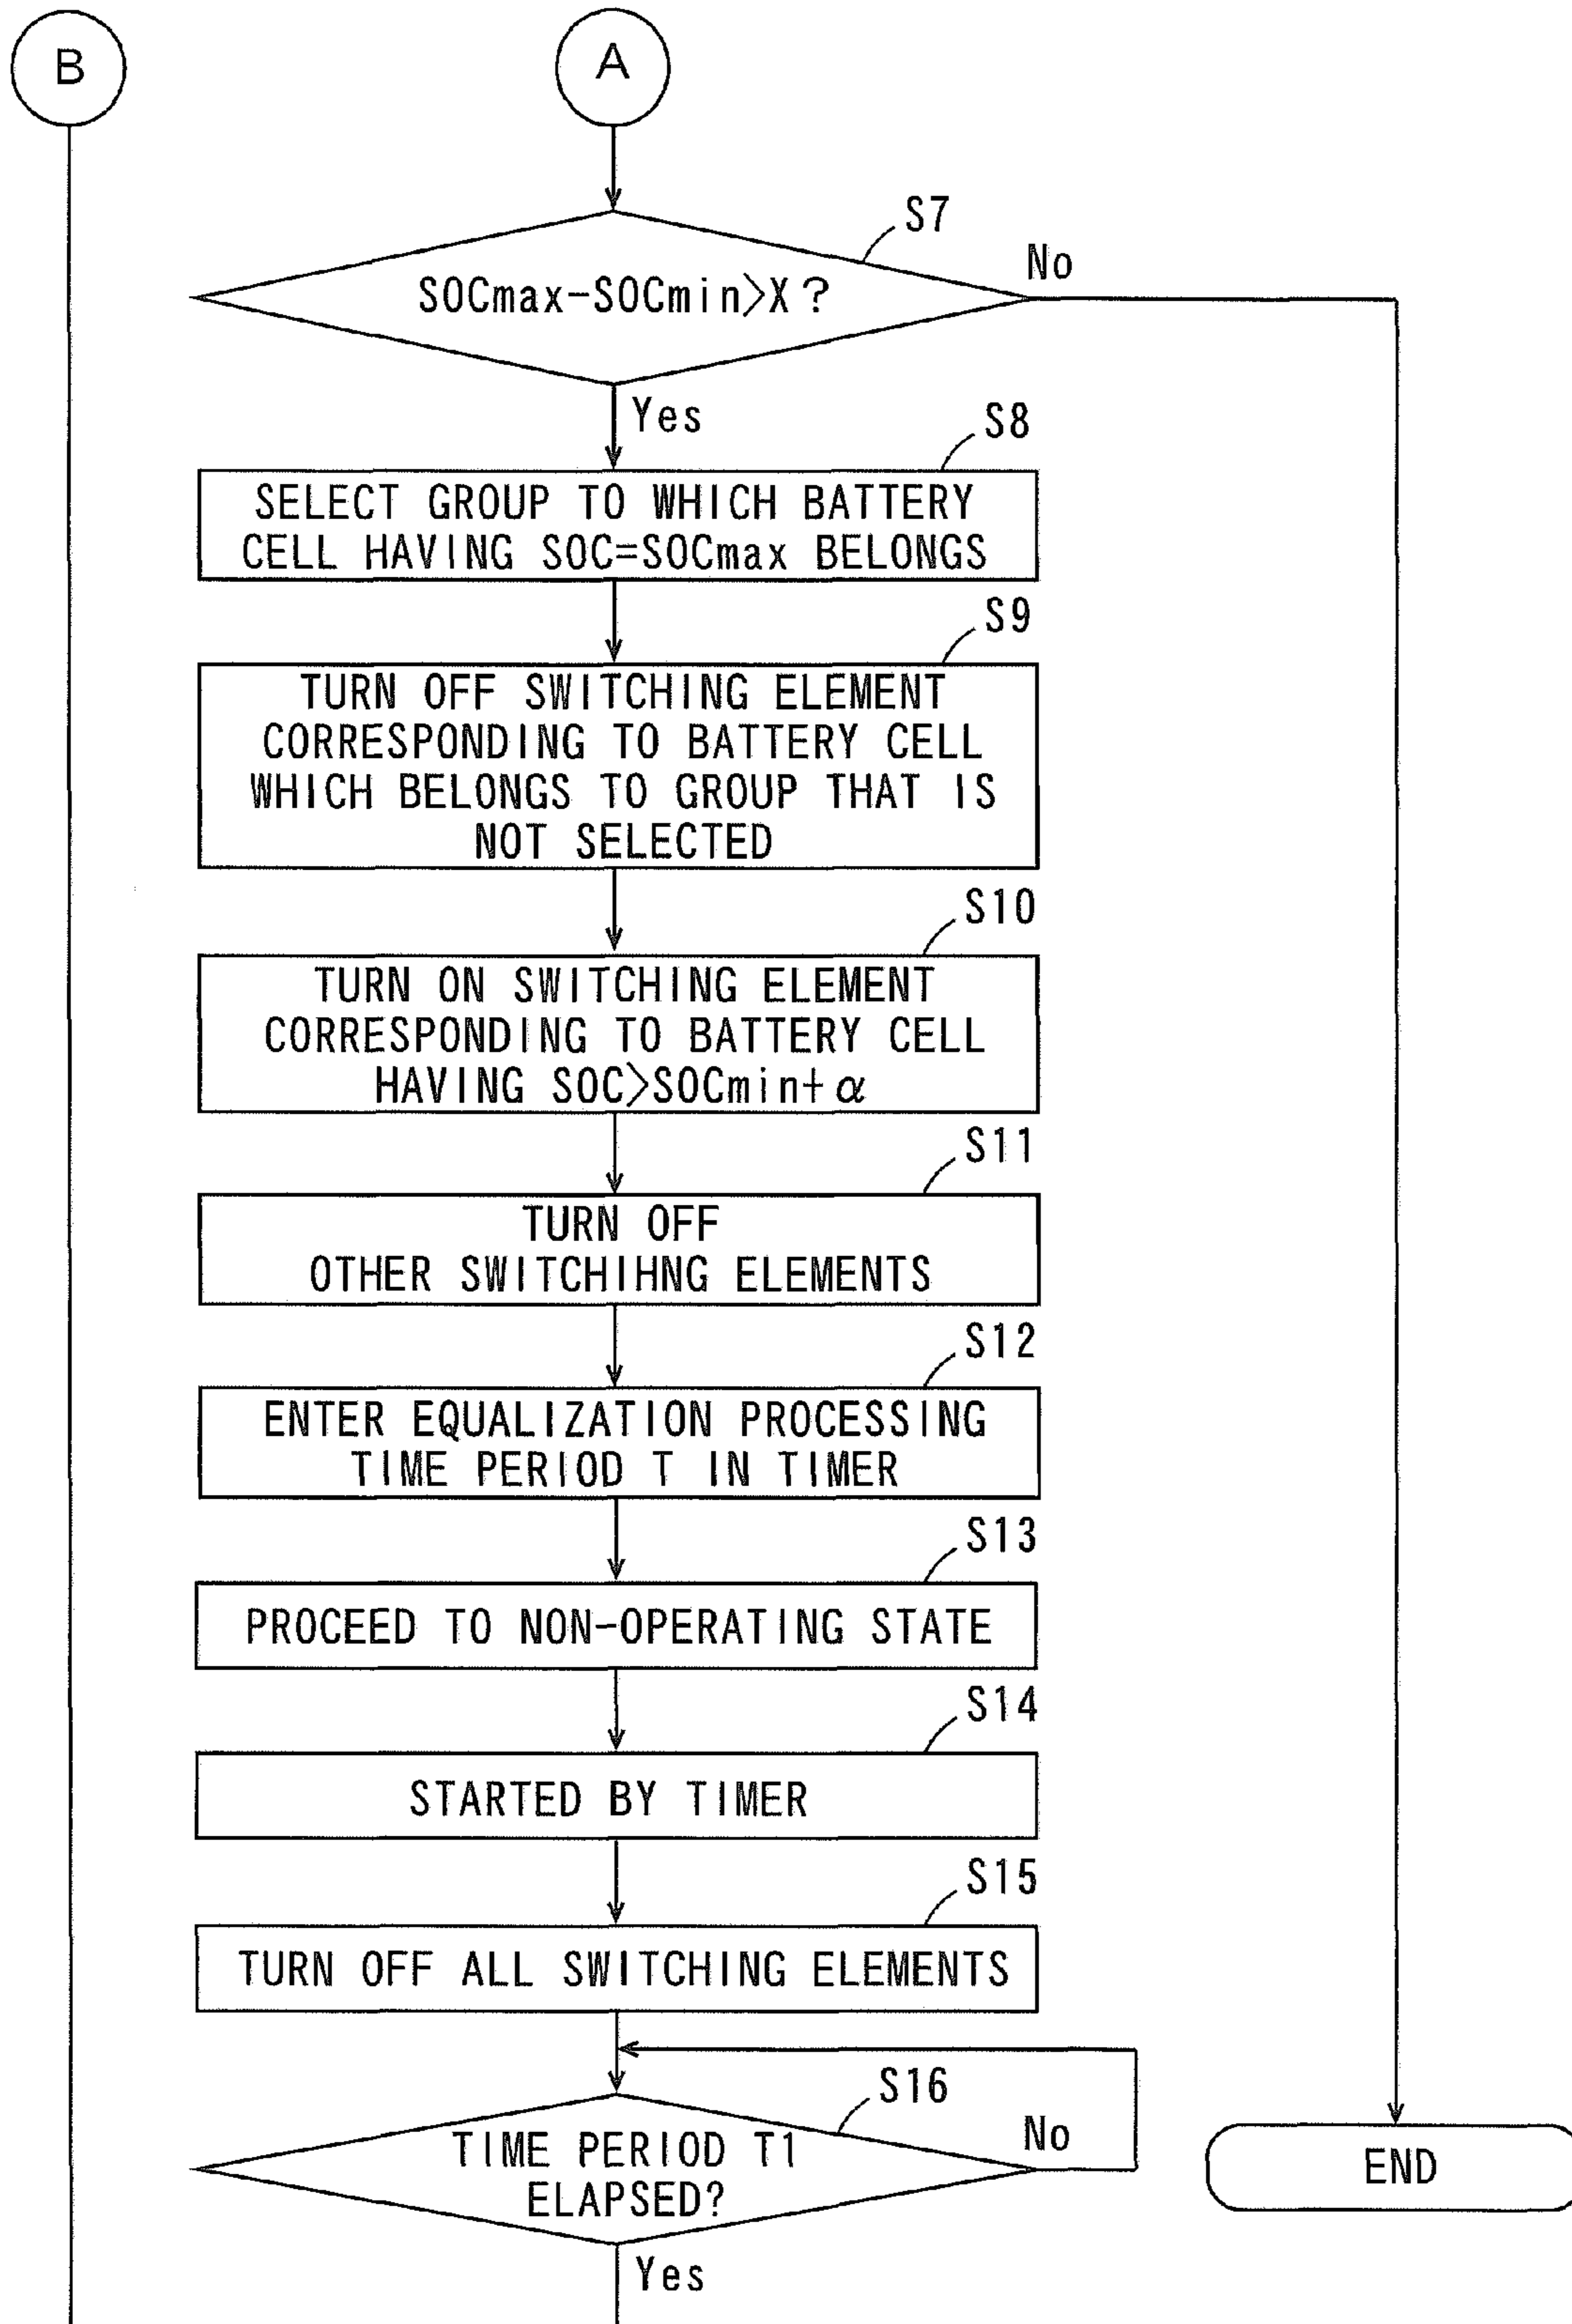 B
A
S7
SOCmax-SOCmin>X?
No
Yes
S8
SELECT GROUP TO WHICH BATTERY
CELL HAVING SOC=SOCmax BELONGS
S9
TURN OFF SWITCHING ELEMENT
CORRESPONDING TO BATTERY CELL
WHICH BELONGS TO GROUP THAT IS
NOT SELECTED
S10
TURN ON SWITCHING ELEMENT
CORRESPONDING TO BATTERY CELL
HAVING SOC>SOCmin+α
S11
TURN OFF
OTHER SWITCHIHNG ELEMENTS
S12
ENTER EQUALIZATION PROCESSING
TIME PERIOD T IN TIMER
S13
PROCEED TO NON-OPERATING STATE
S14
STARTED BY TIMER
S15
TURN OFF ALL SWITCHING ELEMENTS
S16
TIME PERIOD T1
ELAPSED?
No
Yes
END